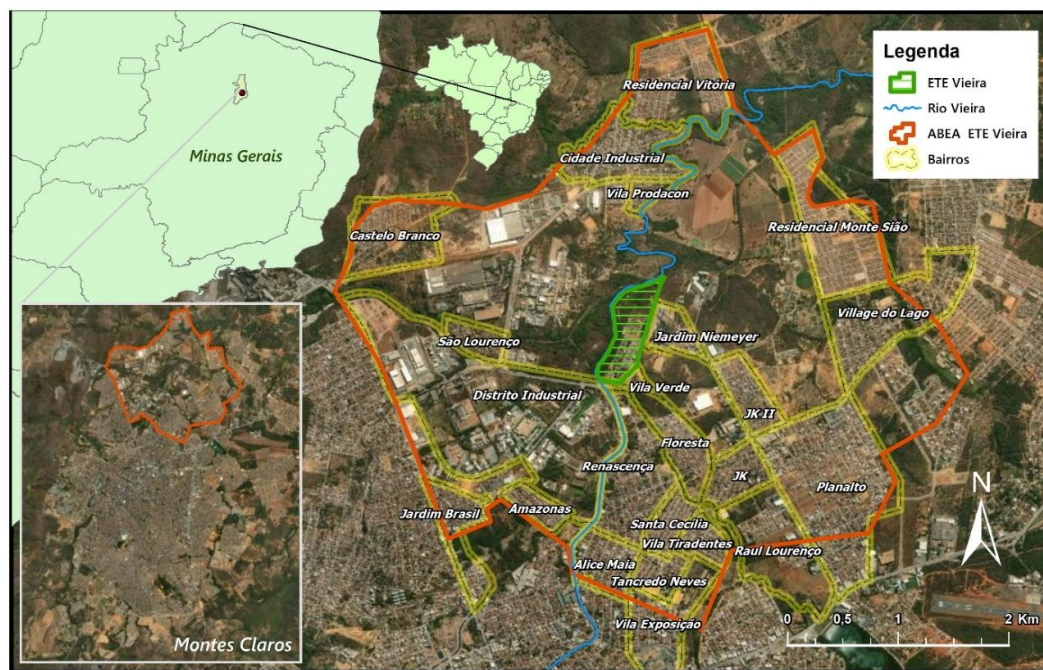 Minas Gerais
Legenda
ETE Vieira
Rio Vieira
ABEA ETE Vieira
Bairros
Residencial Vitória
Cidade Industrial
Vila Prodacon
Castelo Branco
Residencial Monte Sião
Village do Lago
São Lourenço
Jardim Niemeyer
Distrito Industrial
Vila Verde
JK II
Floresta
Renascença
JK
Planalto
Jardim Brasil
Amazonas
Santa Cecília
Vila Tiradentes
Raul Lourenço
Alice Maia
Tancredo Neves
Vila Exposição
Montes Claros
N
0 0,5 1 2 Km